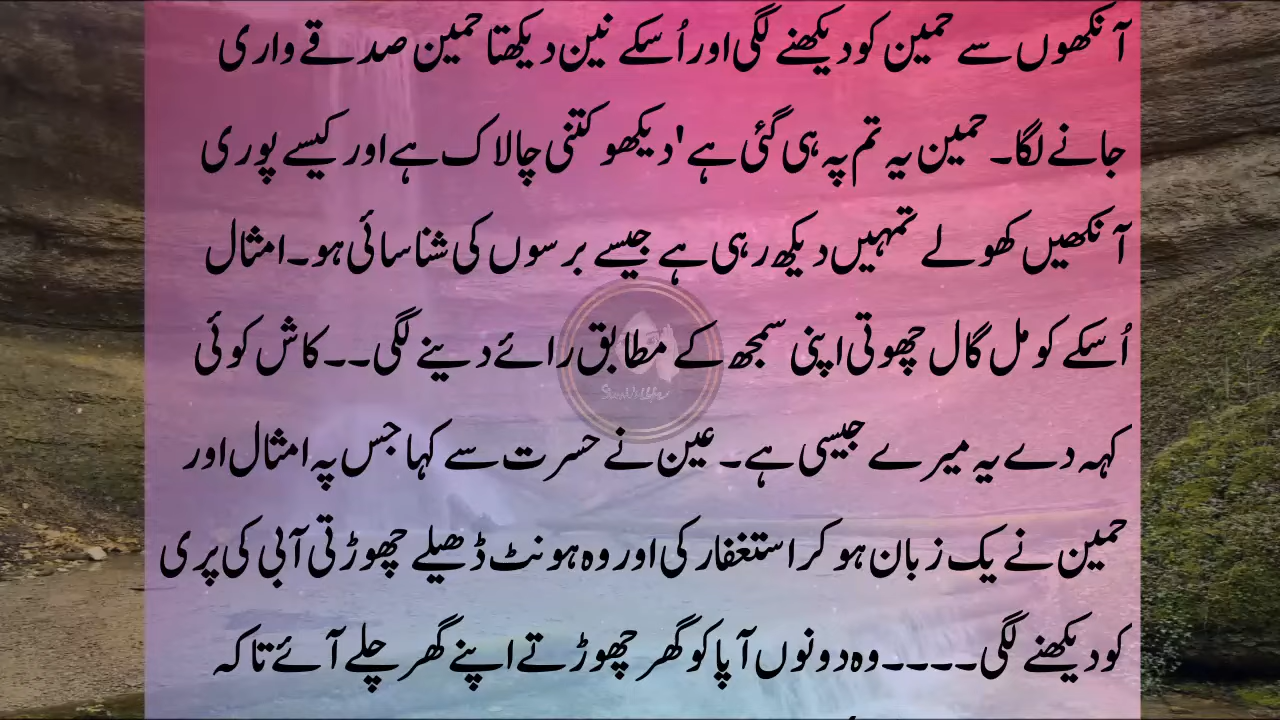 آنکھوں سے حمین کو دیکھنے لگی اور اُسکے نین دیکھتا حمین صدقے واری
جانے لگا۔ حمین یہ تم پہ ہی گئی ہے 'دیکھو کتنی چالاک ہے اور کیسے پوری
آنکھیں کھولے تمہیں دیکھ رہی ہے جیسے برسوں کی شناسائی ہو۔ امثال
اُسکے کومل گال چھوتی اپنی سمجھ کے مطابق رائے دینے لگی۔۔ کاش کوئی
کہہ دے یہ میرے جیسی ہے۔ عین نے حسرت سے کہا جس پہ امثال اور
حمین نے یک زبان ہو کر استغفار کی اور وہ ہونٹ ڈھیلے چھوڑتی آبی کی پری
کو دیکھنے لگی۔۔۔۔ وہ دونوں آپا کو گھر چھوڑتے اپنے گھر چلے آئے تاکہ